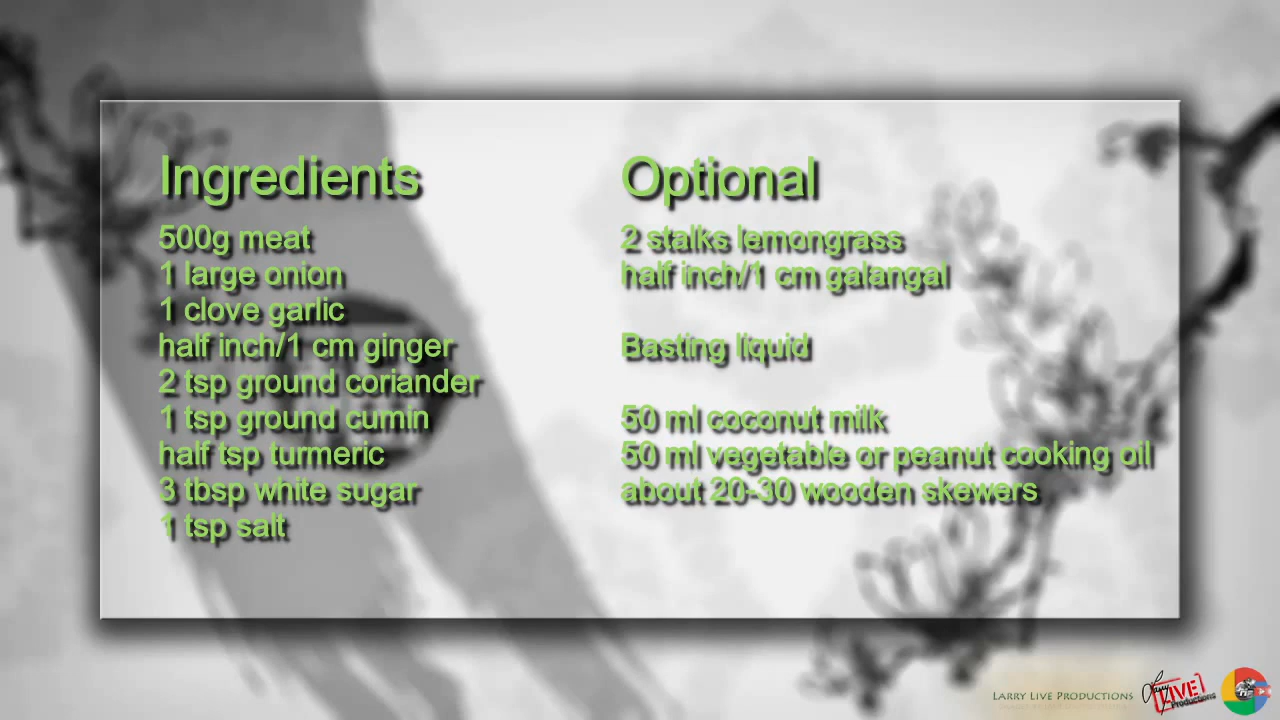 Ingredients
500g meat
1 large onion
1 clove garlic
half inch/1 cm ginger
2 tsp ground coriander
1 tsp ground cumin
half tsp turmeric
3 tbsp white sugar
1 tsp salt
Optional
2 stalks lemongrass
half inch/1 cm galangal
Basting liquid
50 ml coconut milk
50 ml vegetable or peanut cooking oil
about 20-30 wooden skewers
Larry Live Productions
Larry [LIVE]
Productions